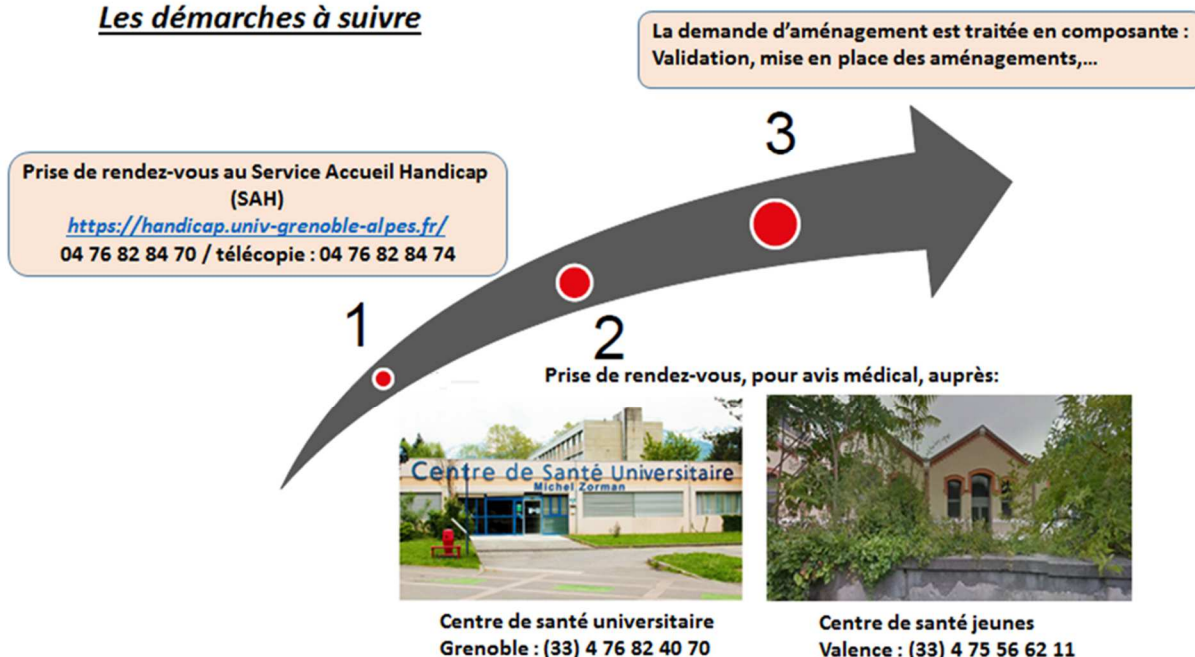 Les démarches à suivre
La demande d'aménagement est traitée en composante :
Validation, mise en place des aménagements,...
3
Prise de rendez-vous au Service Accueil Handicap
(SAH)
https://handicap.univ-grenoble-alpes.fr/
04 76 82 84 70 / télécopie : 04 76 82 84 74
1
2
Prise de rendez-vous, pour avis médical, auprès:
Centre de Santé Universitaire
Michel Zorman
Centre de santé universitaire
Grenoble : (33) 4 76 82 40 70
Centre de santé jeunes
Valence : (33) 4 75 56 62 11